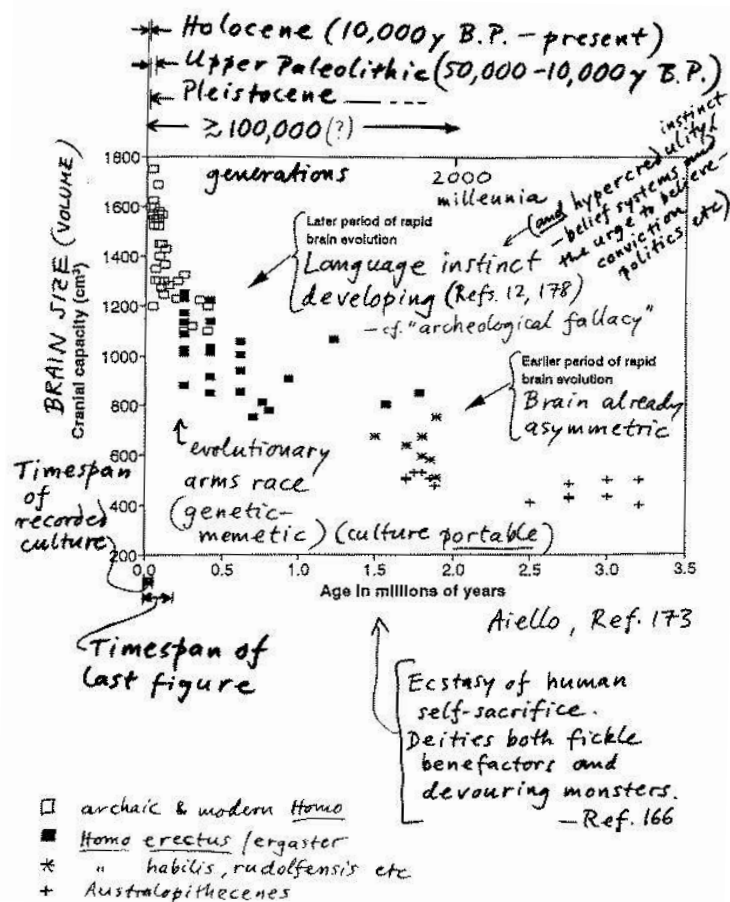 Holocene (10,000 y B.P. – present)
Upper Paleolithic (50,000 –10,000 y B.P.)
Pleistocene
≳ 100,000 (?)
generations
2000
millennia
(and hypercredulity instinct
– belief systems and
the urge to believe –
conviction
politics etc)
Later period of rapid
brain evolution
Language instinct
developing (Refs. 12, 178)
– cf. "archeological fallacy"
Earlier period of rapid
brain evolution
Brain already
asymmetric
BRAIN SIZE (VOLUME)
Cranial capacity (cm³)
1800
1600
1400
1200
1000
800
600
400
200
evolutionary
arms race
(genetic-
memetic) (culture portable)
Timespan
of
recorded
culture
0.0 0.5 1.0 1.5 2.0 2.5 3.0 3.5
Age in millions of years
Aiello, Ref. 173
Timespan of
last figure
Ecstasy of human
self-sacrifice.
Deities both fickle
benefactors and
devouring monsters.
– Ref. 166
□ archaic & modern Homo
■ Homo erectus / ergaster
* " habilis, rudolfensis etc
+ Australopithecenes